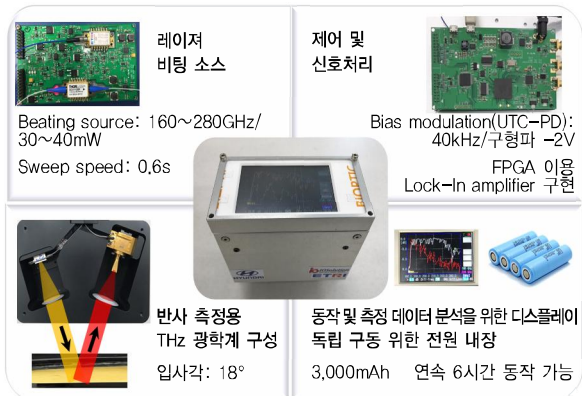 레이져
비팅 소스
Beating source: 160~280GHz/
30~40mW
Sweep speed: 0.6s
제어 및
신호처리
Bias modulation(UTC-PD):
40kHz/구형파 -2V
FPGA 이용
Lock-In amplifier 구현
HYUNDAI
ETRI
반사 측정용
THz 광학계 구성
입사각: 18°
동작 및 측정 데이터 분석을 위한 디스플레이
독립 구동 위한 전원 내장
3,000mAh 연속 6시간 동작 가능